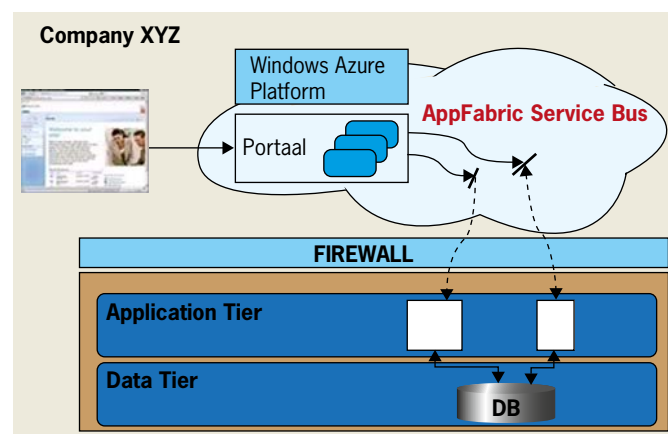 Company XYZ
Windows Azure
Platform
AppFabric Service Bus
Portaal
FIREWALL
Application Tier
Data Tier
DB